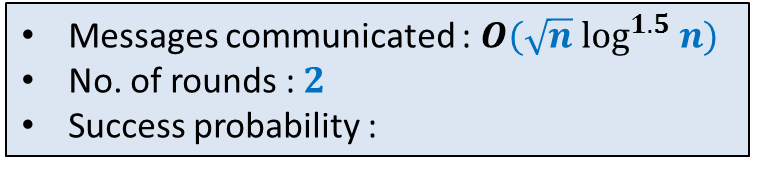 • Messages communicated : O(√n log^1.5 n)
• No. of rounds : 2
• Success probability :